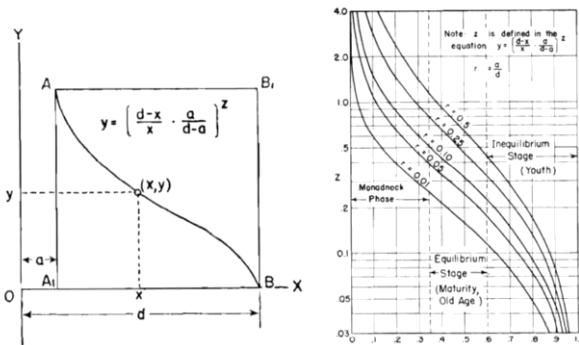 Y
A
B₁
y = [d-x/x · a/d-a]^z
y
(x,y)
a
A₁
B
X
O
x
d
4.0
2.0
1.0
.5
z
.2
0.1
.05
.03
Note: z is defined in the
equation y = [d-x/x · a/d-a]^z
r = a/d
r = 0.5
r = 0.25
r = 0.10
r = 0.05
r = 0.01
Inequilibrium
Stage
(Youth)
Monadnock
Phase
Equilibrium
Stage
(Maturity,
Old Age)
0 .1 .2 .3 .4 .5 .6 .7 .8 .9 1.